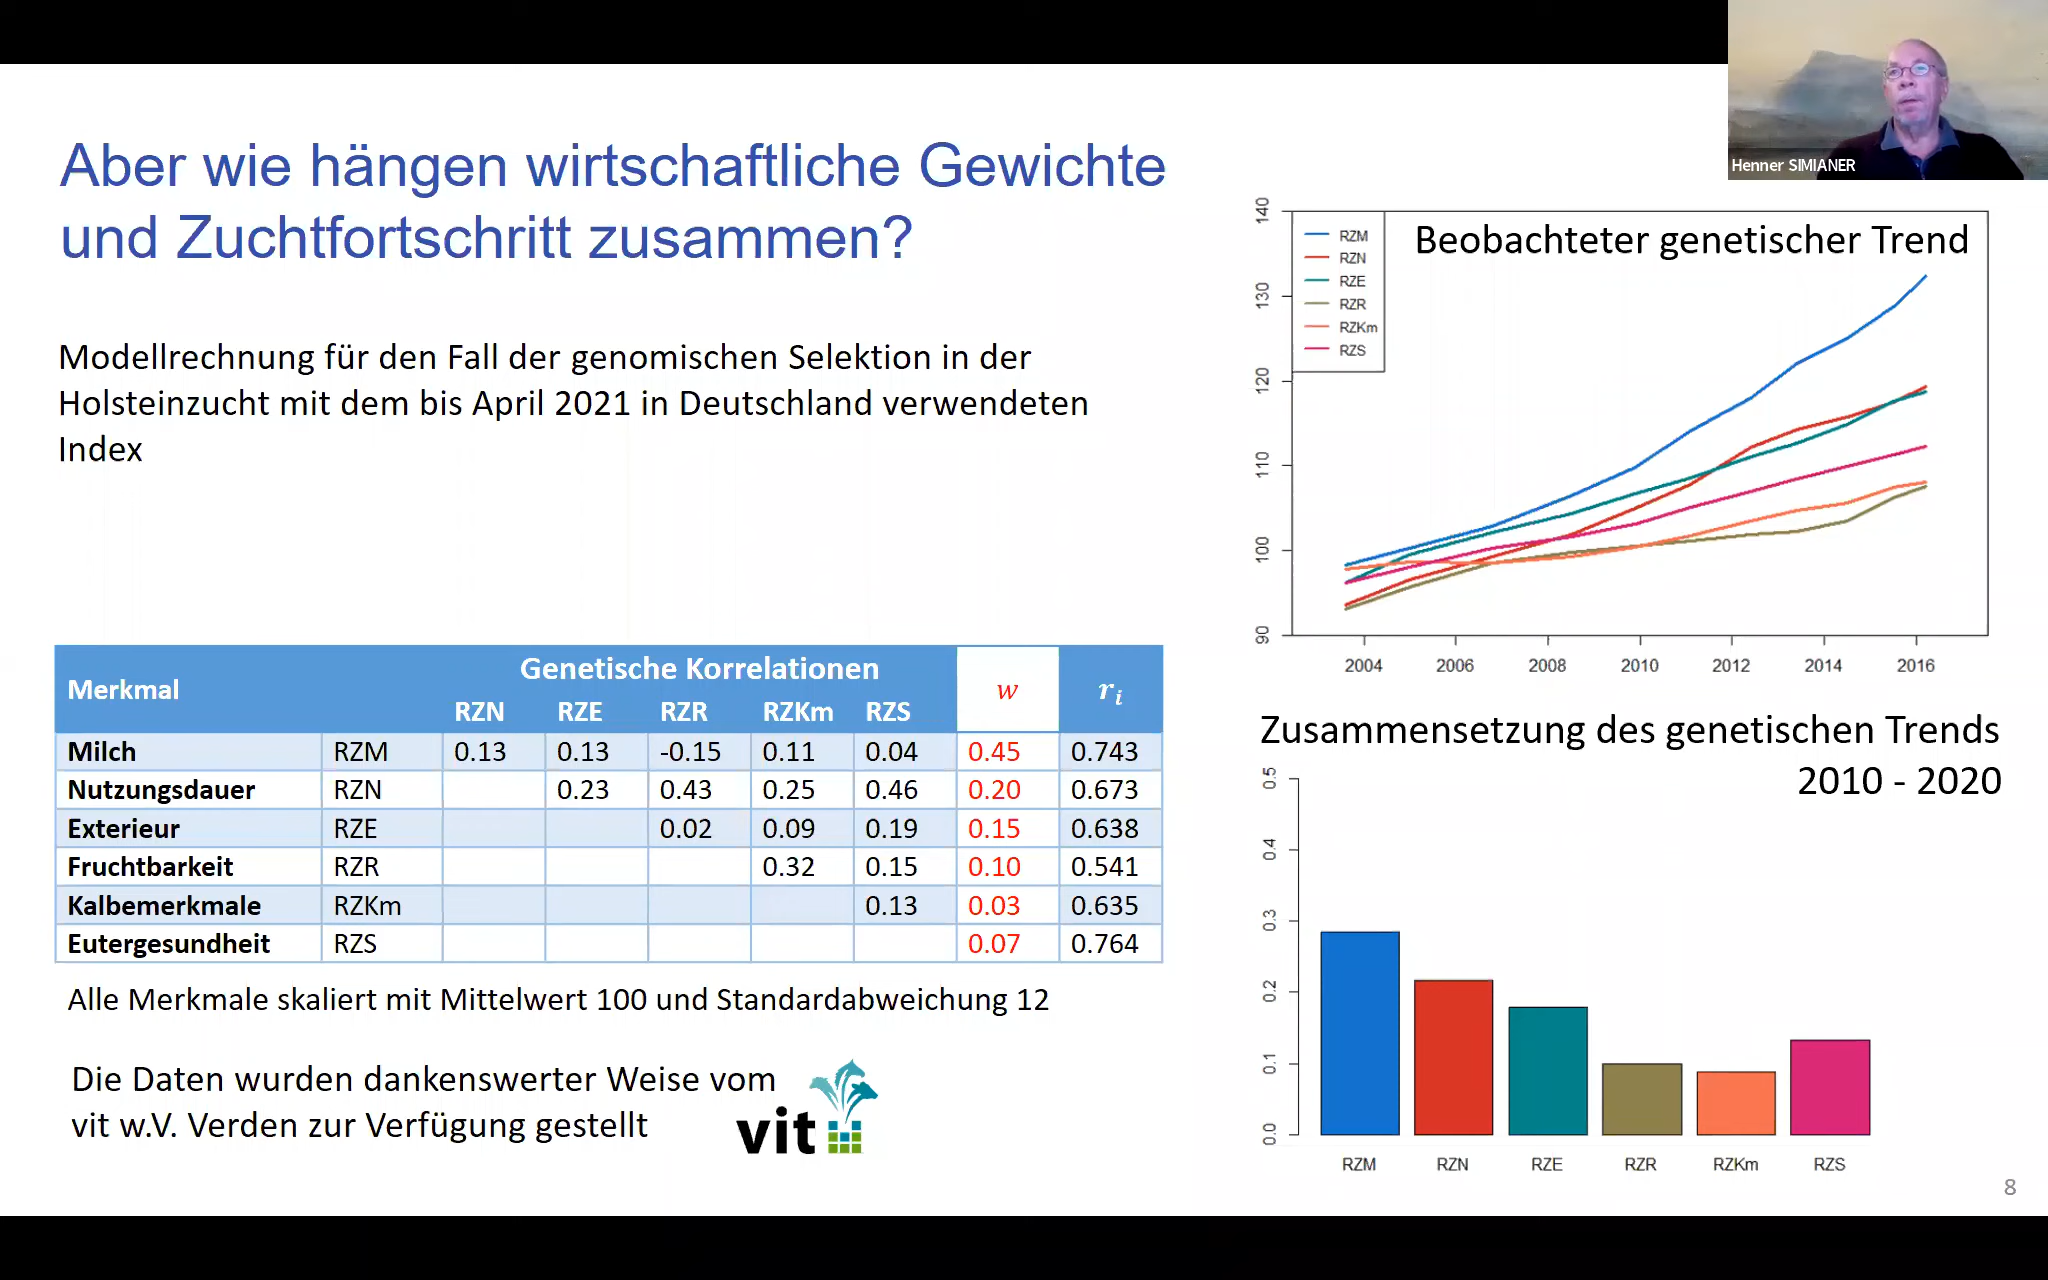 Henner SIMIANER
Aber wie hängen wirtschaftliche Gewichte
und Zuchtfortschritt zusammen?
Modellrechnung für den Fall der genomischen Selektion in der
Holsteinzucht mit dem bis April 2021 in Deutschland verwendeten
Index
Merkmal Genetische Korrelationen w r_i
RZN RZE RZR RZKm RZS
Milch RZM 0.13 0.13 -0.15 0.11 0.04 0.45 0.743
Nutzungsdauer RZN 0.23 0.43 0.25 0.46 0.20 0.673
Exterieur RZE 0.02 0.09 0.19 0.15 0.638
Fruchtbarkeit RZR 0.32 0.15 0.10 0.541
Kalbemerkmale RZKm 0.13 0.03 0.635
Eutergesundheit RZS 0.07 0.764
Alle Merkmale skaliert mit Mittelwert 100 und Standardabweichung 12
Die Daten wurden dankenswerter Weise vom
vit w.V. Verden zur Verfügung gestellt
vit
Beobachteter genetischer Trend
RZM
RZN
RZE
RZR
RZKm
RZS
140
130
120
110
100
90
2004 2006 2008 2010 2012 2014 2016
Zusammensetzung des genetischen Trends
2010 - 2020
0.5
0.4
0.3
0.2
0.1
0.0
RZM RZN RZE RZR RZKm RZS
8